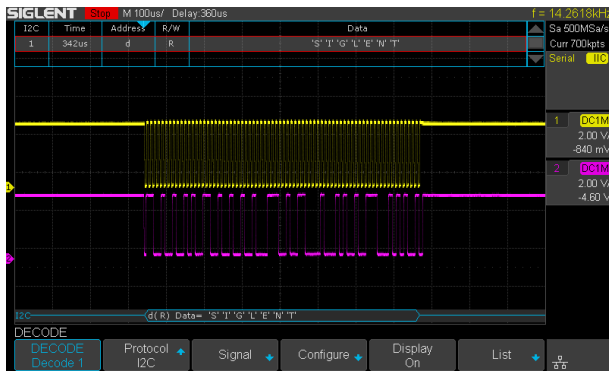 SIGLENT Stop M 100us/ Delay:360us f = 14.2618kHz
I2C Time Address R/W Data Sa 500MSa/s
1 342us d R 'S' 'I' 'G' 'L' 'E' 'N' 'T' Curr 700kpts
Serial IIC
1 DC1M
2.00 V/
-840 mV
2 DC1M
2.00 V/
-4.60 V
1
2
I2C d( R) Data= 'S' 'I' 'G' 'L' 'E' 'N' 'T'
DECODE
DECODE Protocol Signal Configure Display List
Decode 1 I2C On